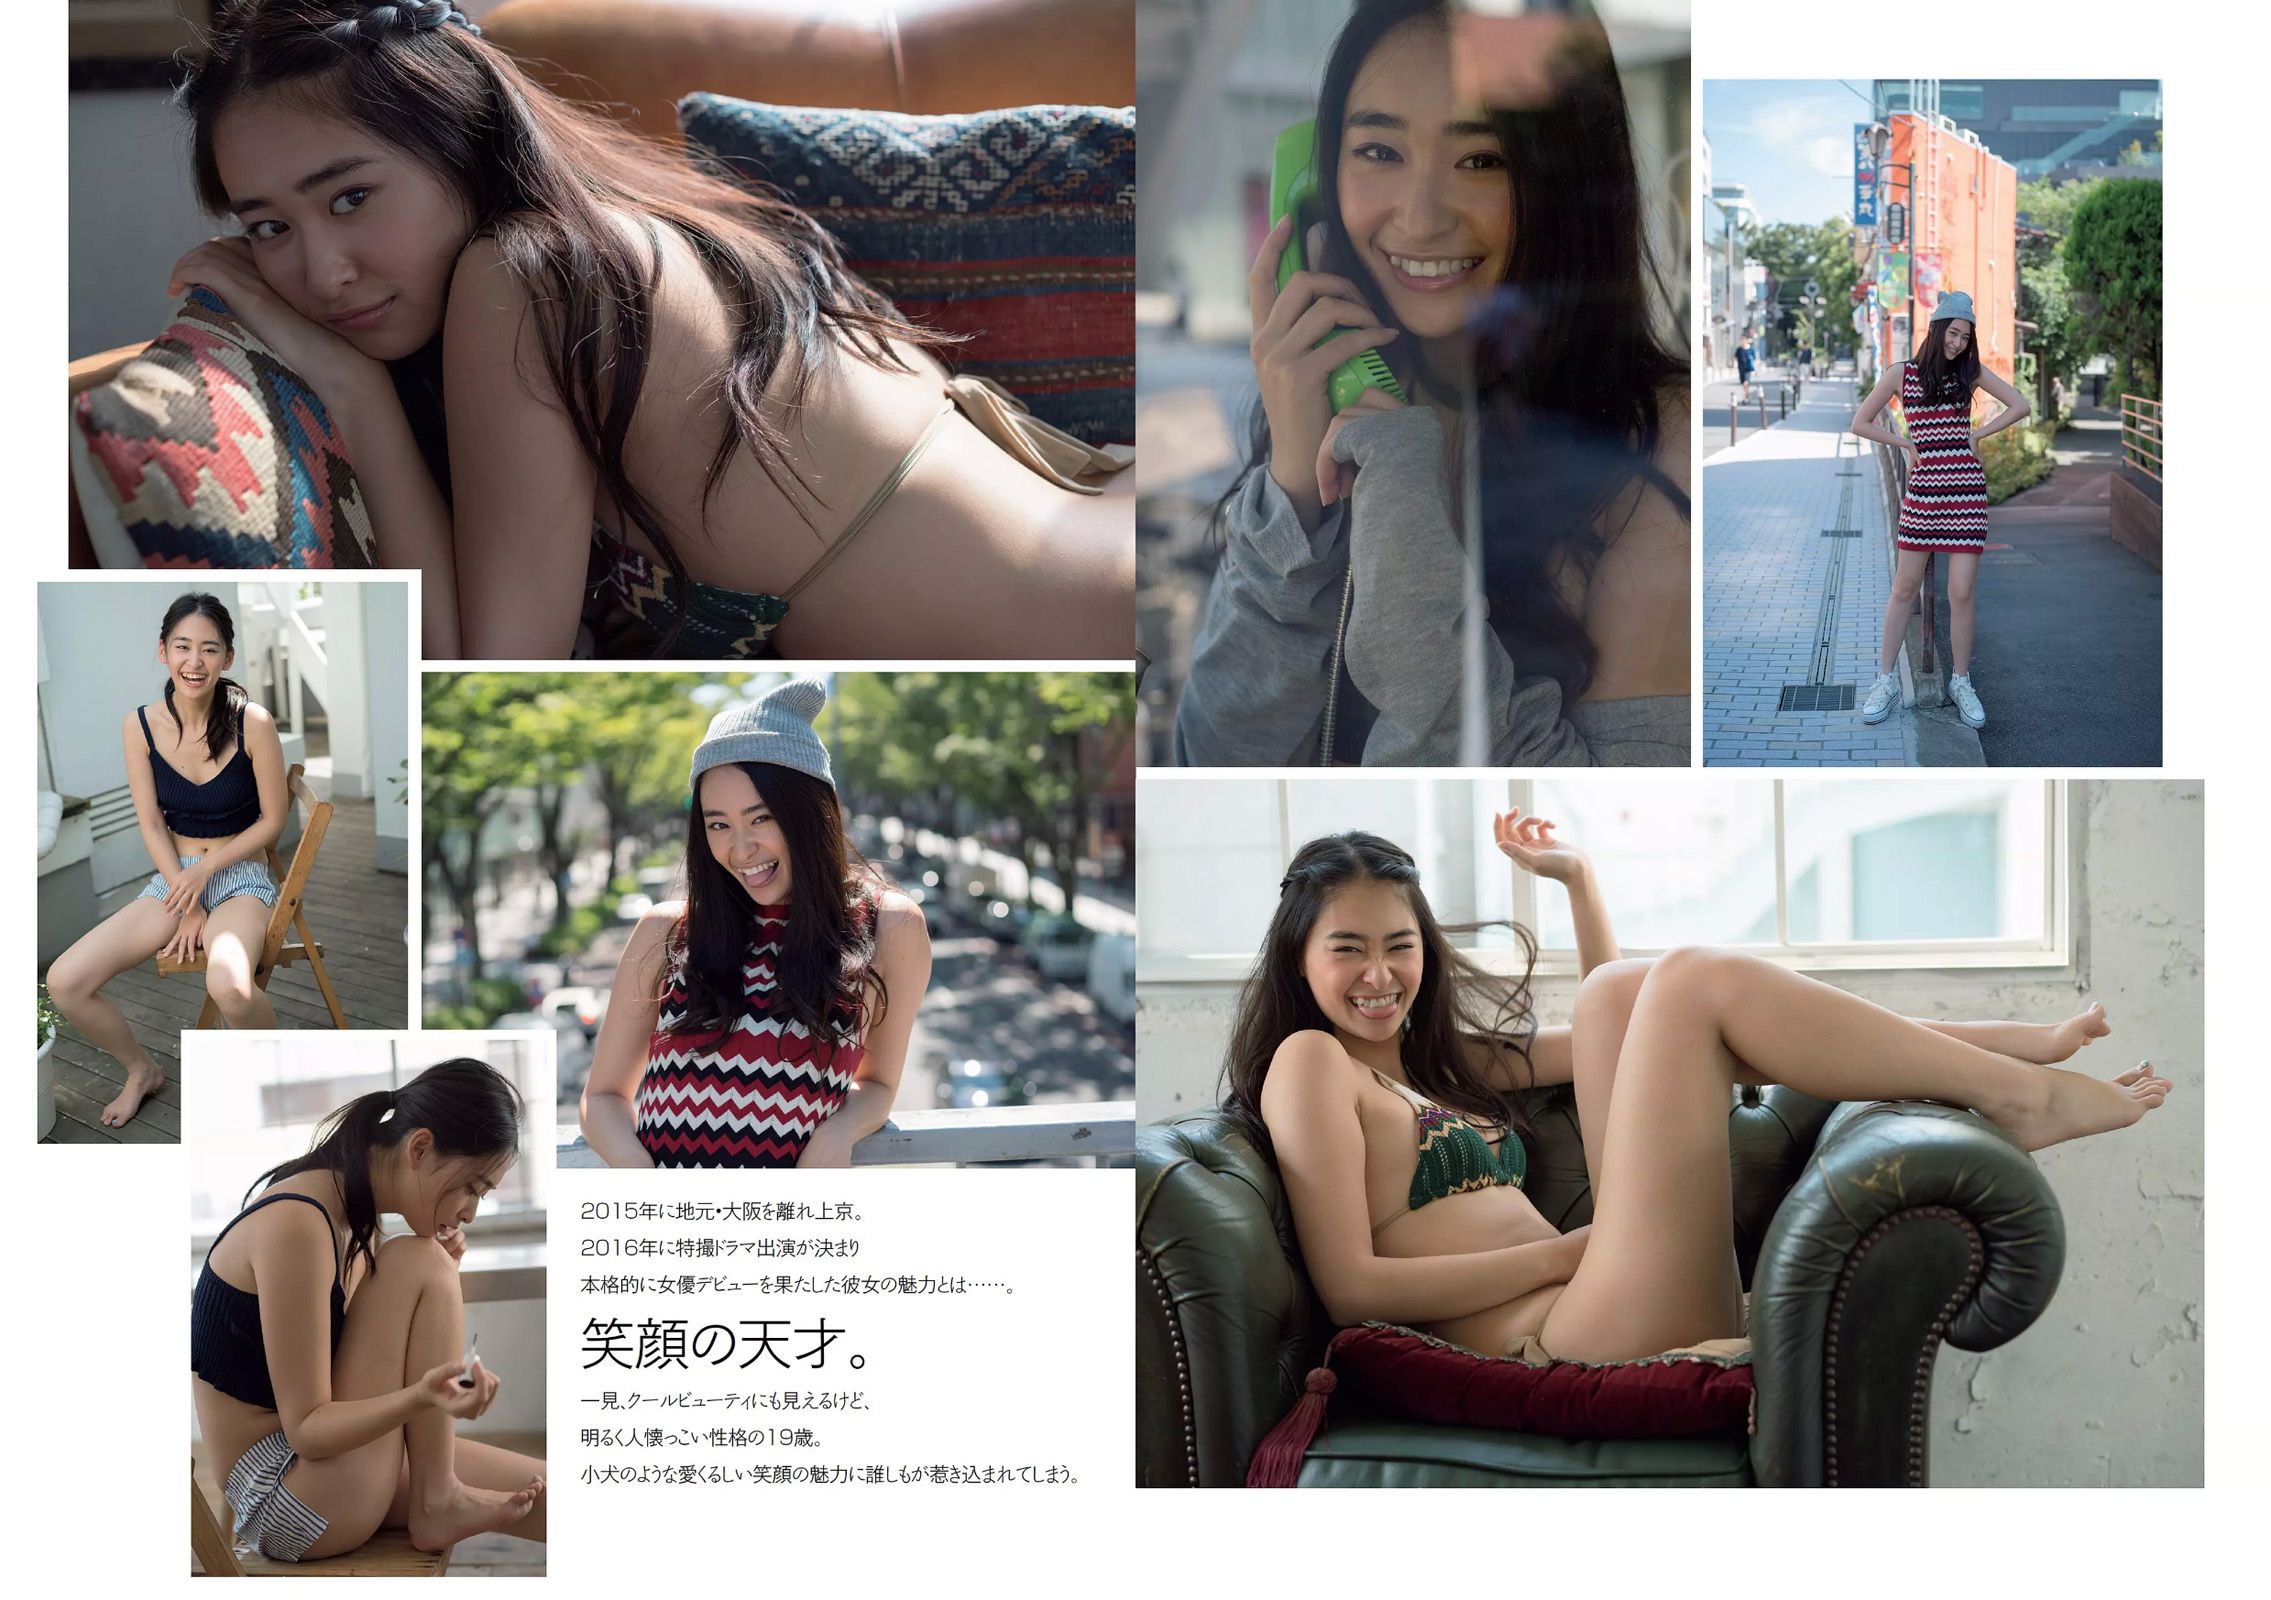 2015年に地元・大阪を離れ上京。
2016年に特撮ドラマ出演が決まり
本格的に女優デビューを果たした彼女の魅力とは……。
笑顔の天才。
一見、クールビューティにも見えるけど、
明るく人懐っこい性格の19歳。
小犬のような愛くるしい笑顔の魅力に誰しもが惹き込まれてしまう。